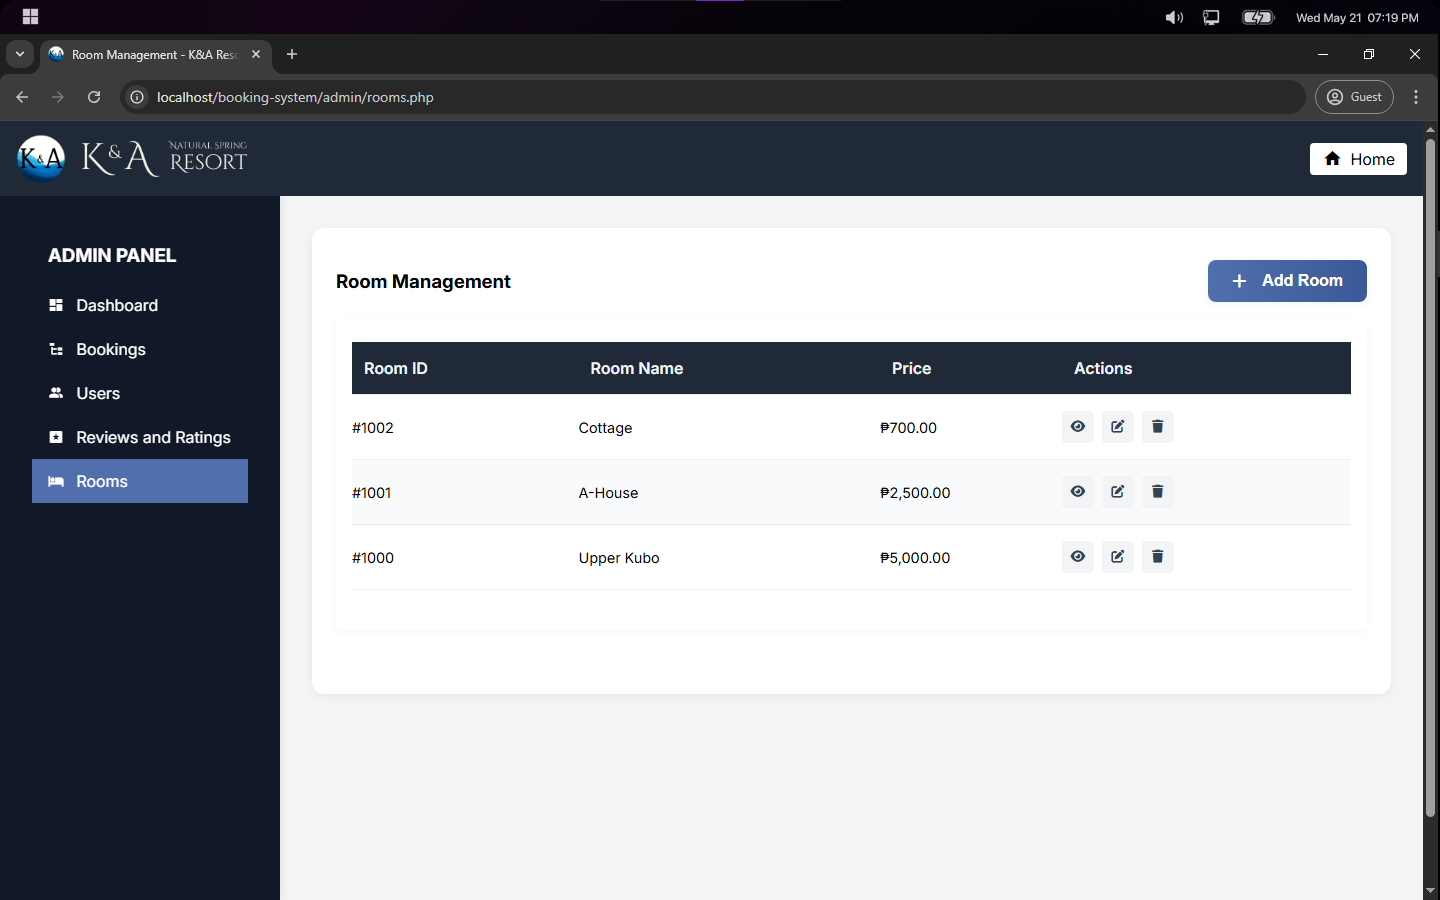 Wed May 21 07:19 PM
Room Management - K&A Res
localhost/booking-system/admin/rooms.php
Guest
K&A K & A NATURAL SPRING
RESORT
Home
ADMIN PANEL
Dashboard
Bookings
Users
Reviews and Ratings
Rooms
Room Management
+ Add Room
Room ID Room Name Price Actions
#1002 Cottage ₱700.00
#1001 A-House ₱2,500.00
#1000 Upper Kubo ₱5,000.00